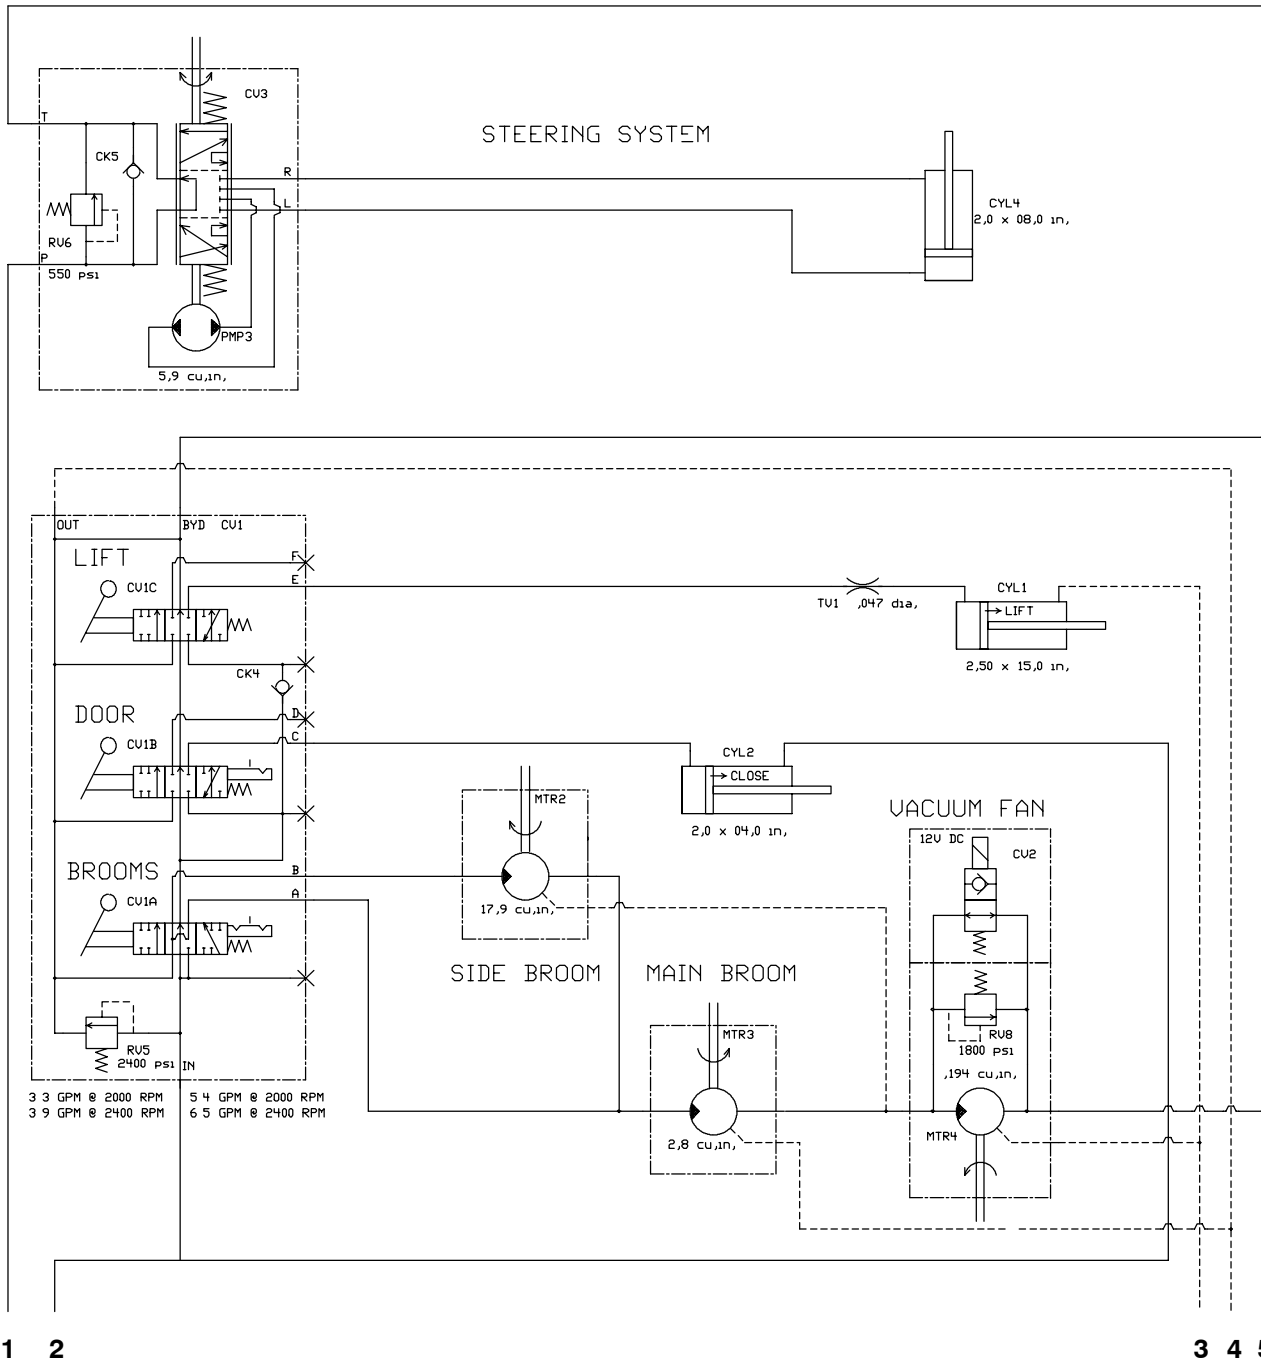 CV3
T
STEERING SYSTEM
CK5
R
CYL4
2,0 x 08,0 in,
L
RV6
P
550 psi
PMP3
5,9 cu,in,
OUT
BYD CV1
LIFT
F
CV1C
E
CYL1
TV1 ,047 dia,
LIFT
2,50 x 15,0 in,
CK4
DOOR
D
CV1B
C
CYL2
CLOSE
MTR2
2,0 x 04,0 in,
VACUUM FAN
12V DC
CV2
BROOMS
B
CV1A
A
17,9 cu,in,
SIDE BROOM
MAIN BROOM
MTR3
RV8
RV5
1800 psi
2400 psi IN
,194 cu,in,
3 3 GPM @ 2000 RPM
5 4 GPM @ 2000 RPM
3 9 GPM @ 2400 RPM
6 5 GPM @ 2400 RPM
MTR4
2,8 cu,in,
1 2 3 4